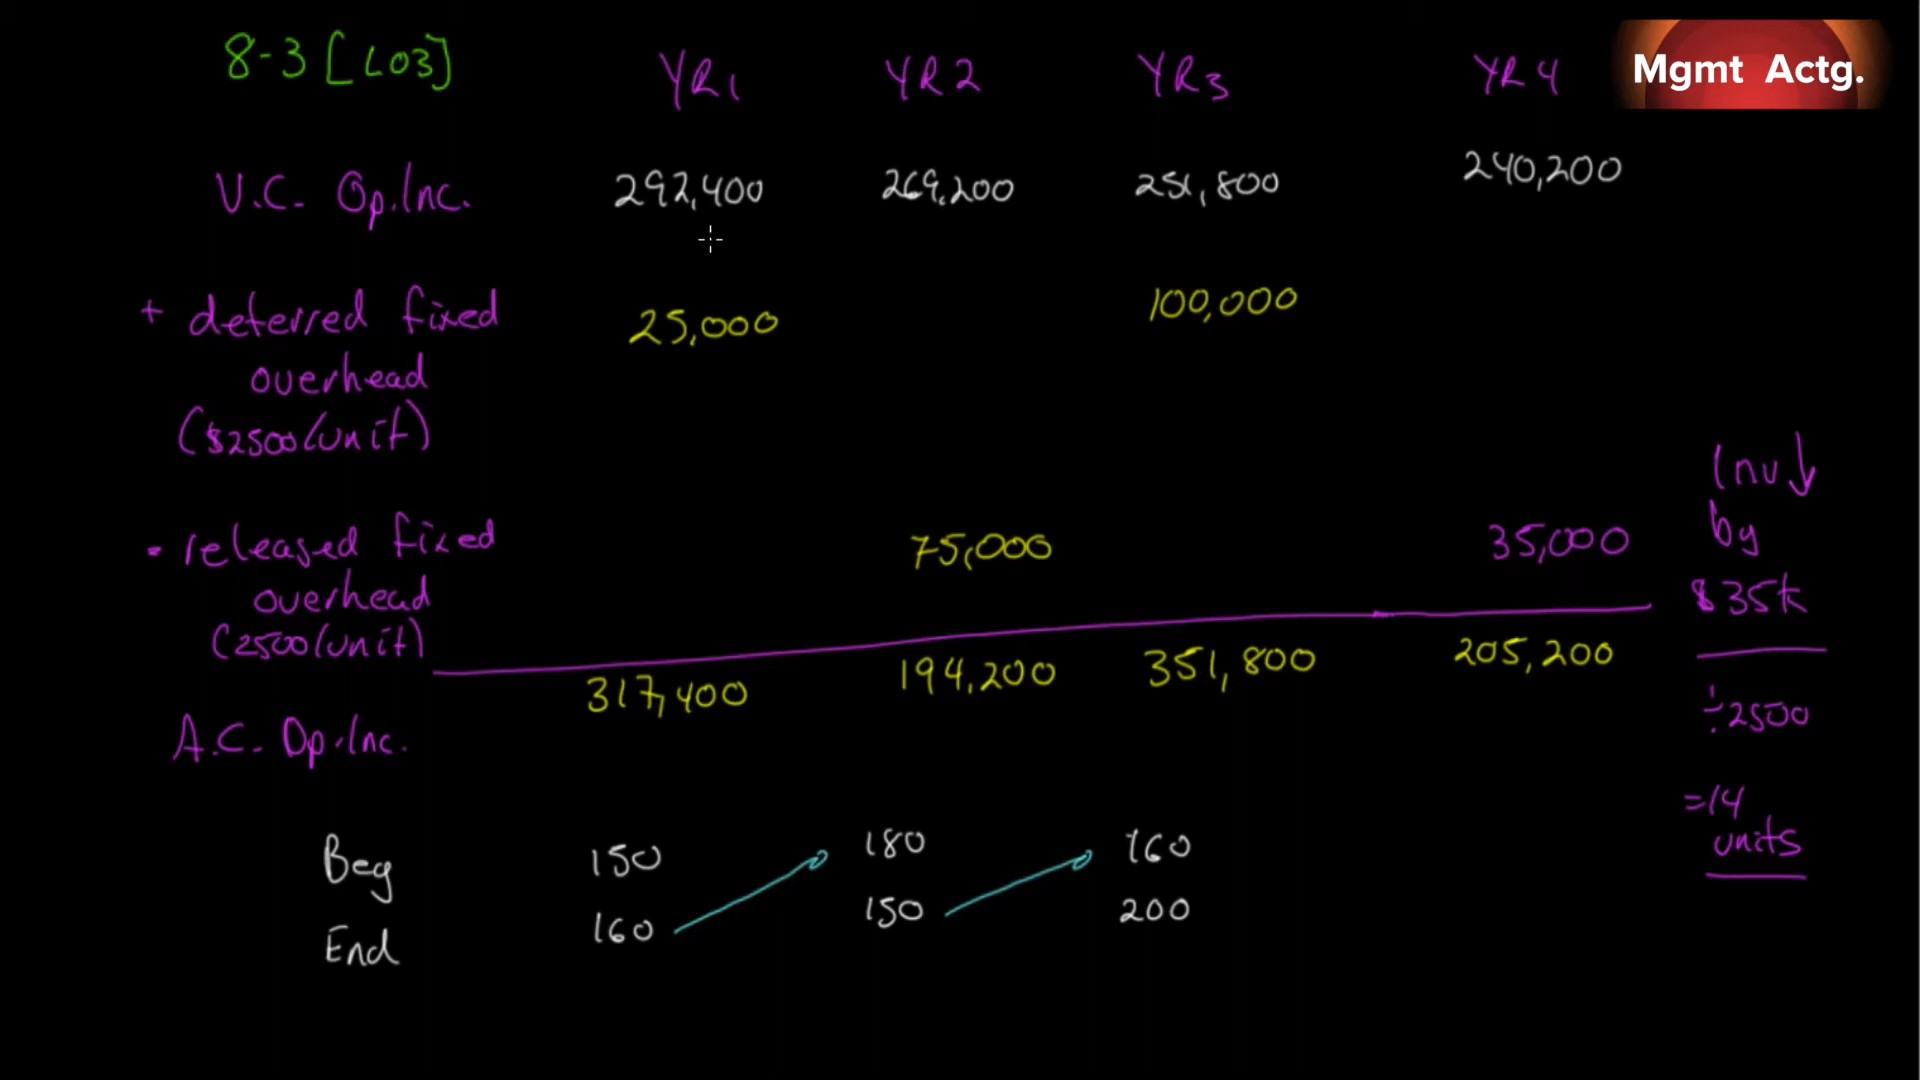 8-3 [LO3] YR1 YR2 YR3 YR4
Mgmt Actg.
V.C. Op.Inc. 292,400 269,200 251,800 240,200
+ deferred fixed 25,000 100,000
overhead
($2500/unit)
- released fixed 75,000 35,000
overhead
(2500/unit)
317,400 194,200 351,800 205,200
A.C. Op.Inc.
Inv ↓
by
$35k
÷2500
=14
units
Beg 150 180 160
End 160 150 200